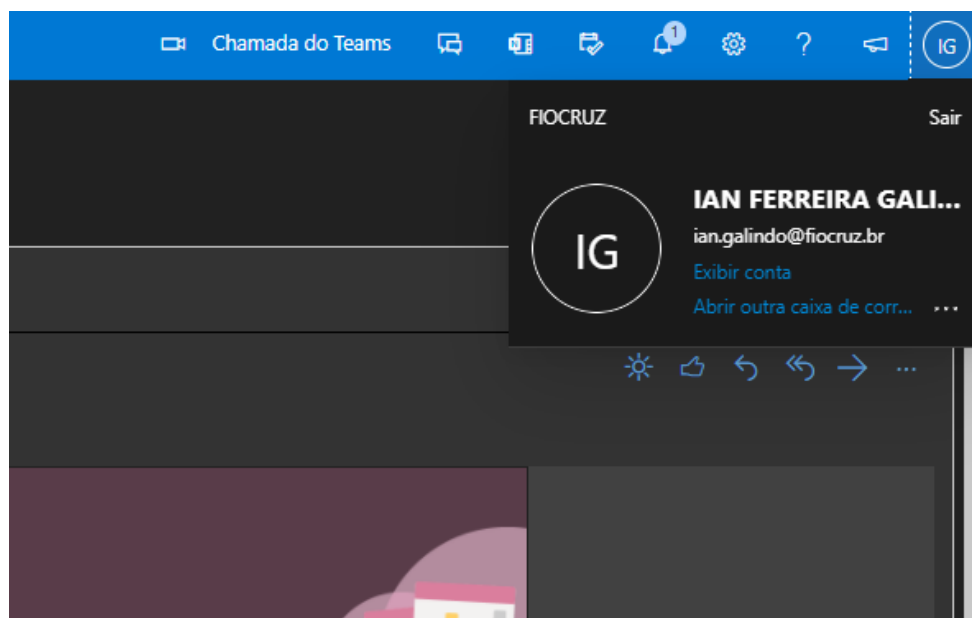 Chamada do Teams
1
?
IG
FIOCRUZ
Sair
IG
IAN FERREIRA GALI...
ian.galindo@fiocruz.br
Exibir conta
Abrir outra caixa de corr...